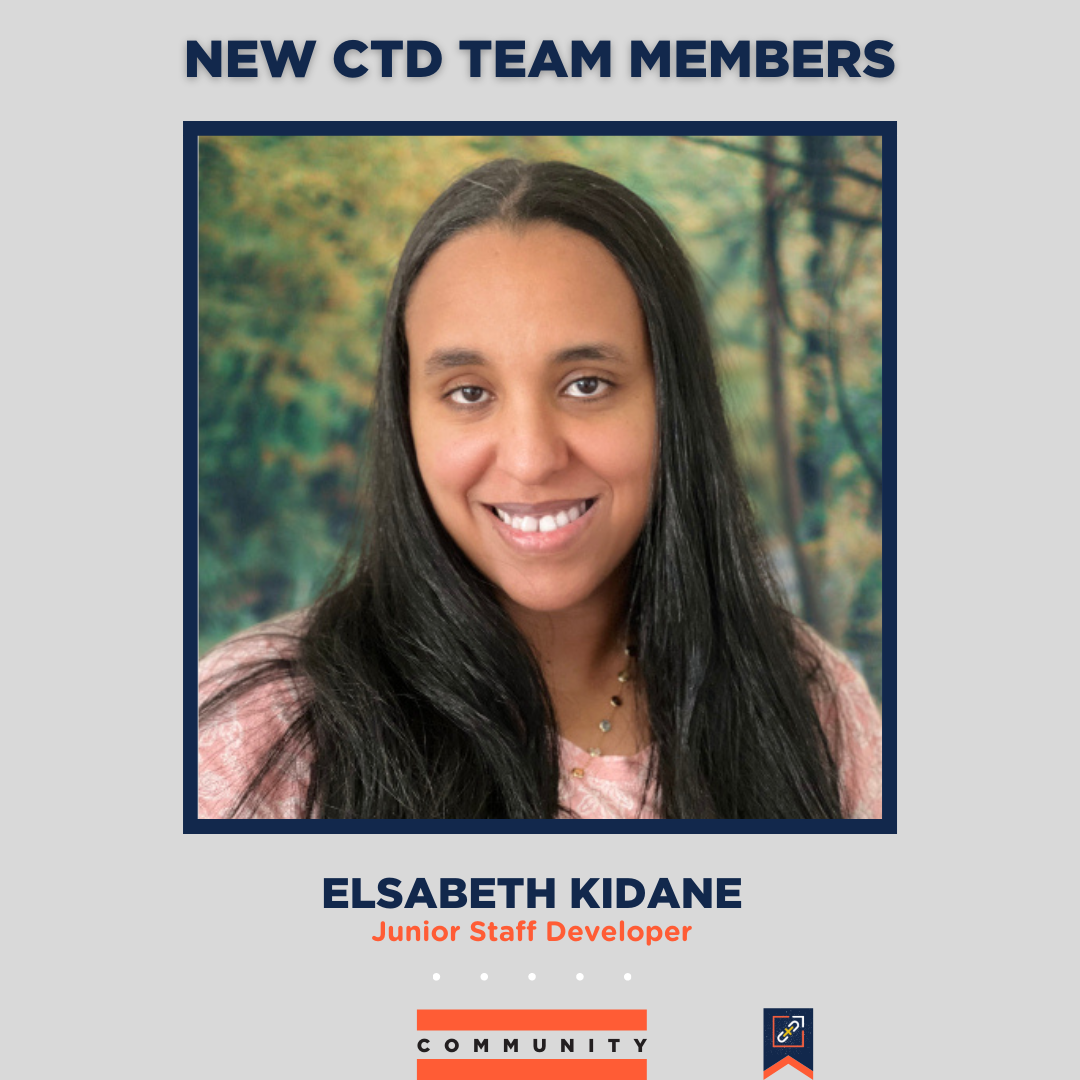 NEW CTD TEAM MEMBERS
ELSABETH KIDANE
Junior Staff Developer
COMMUNITY